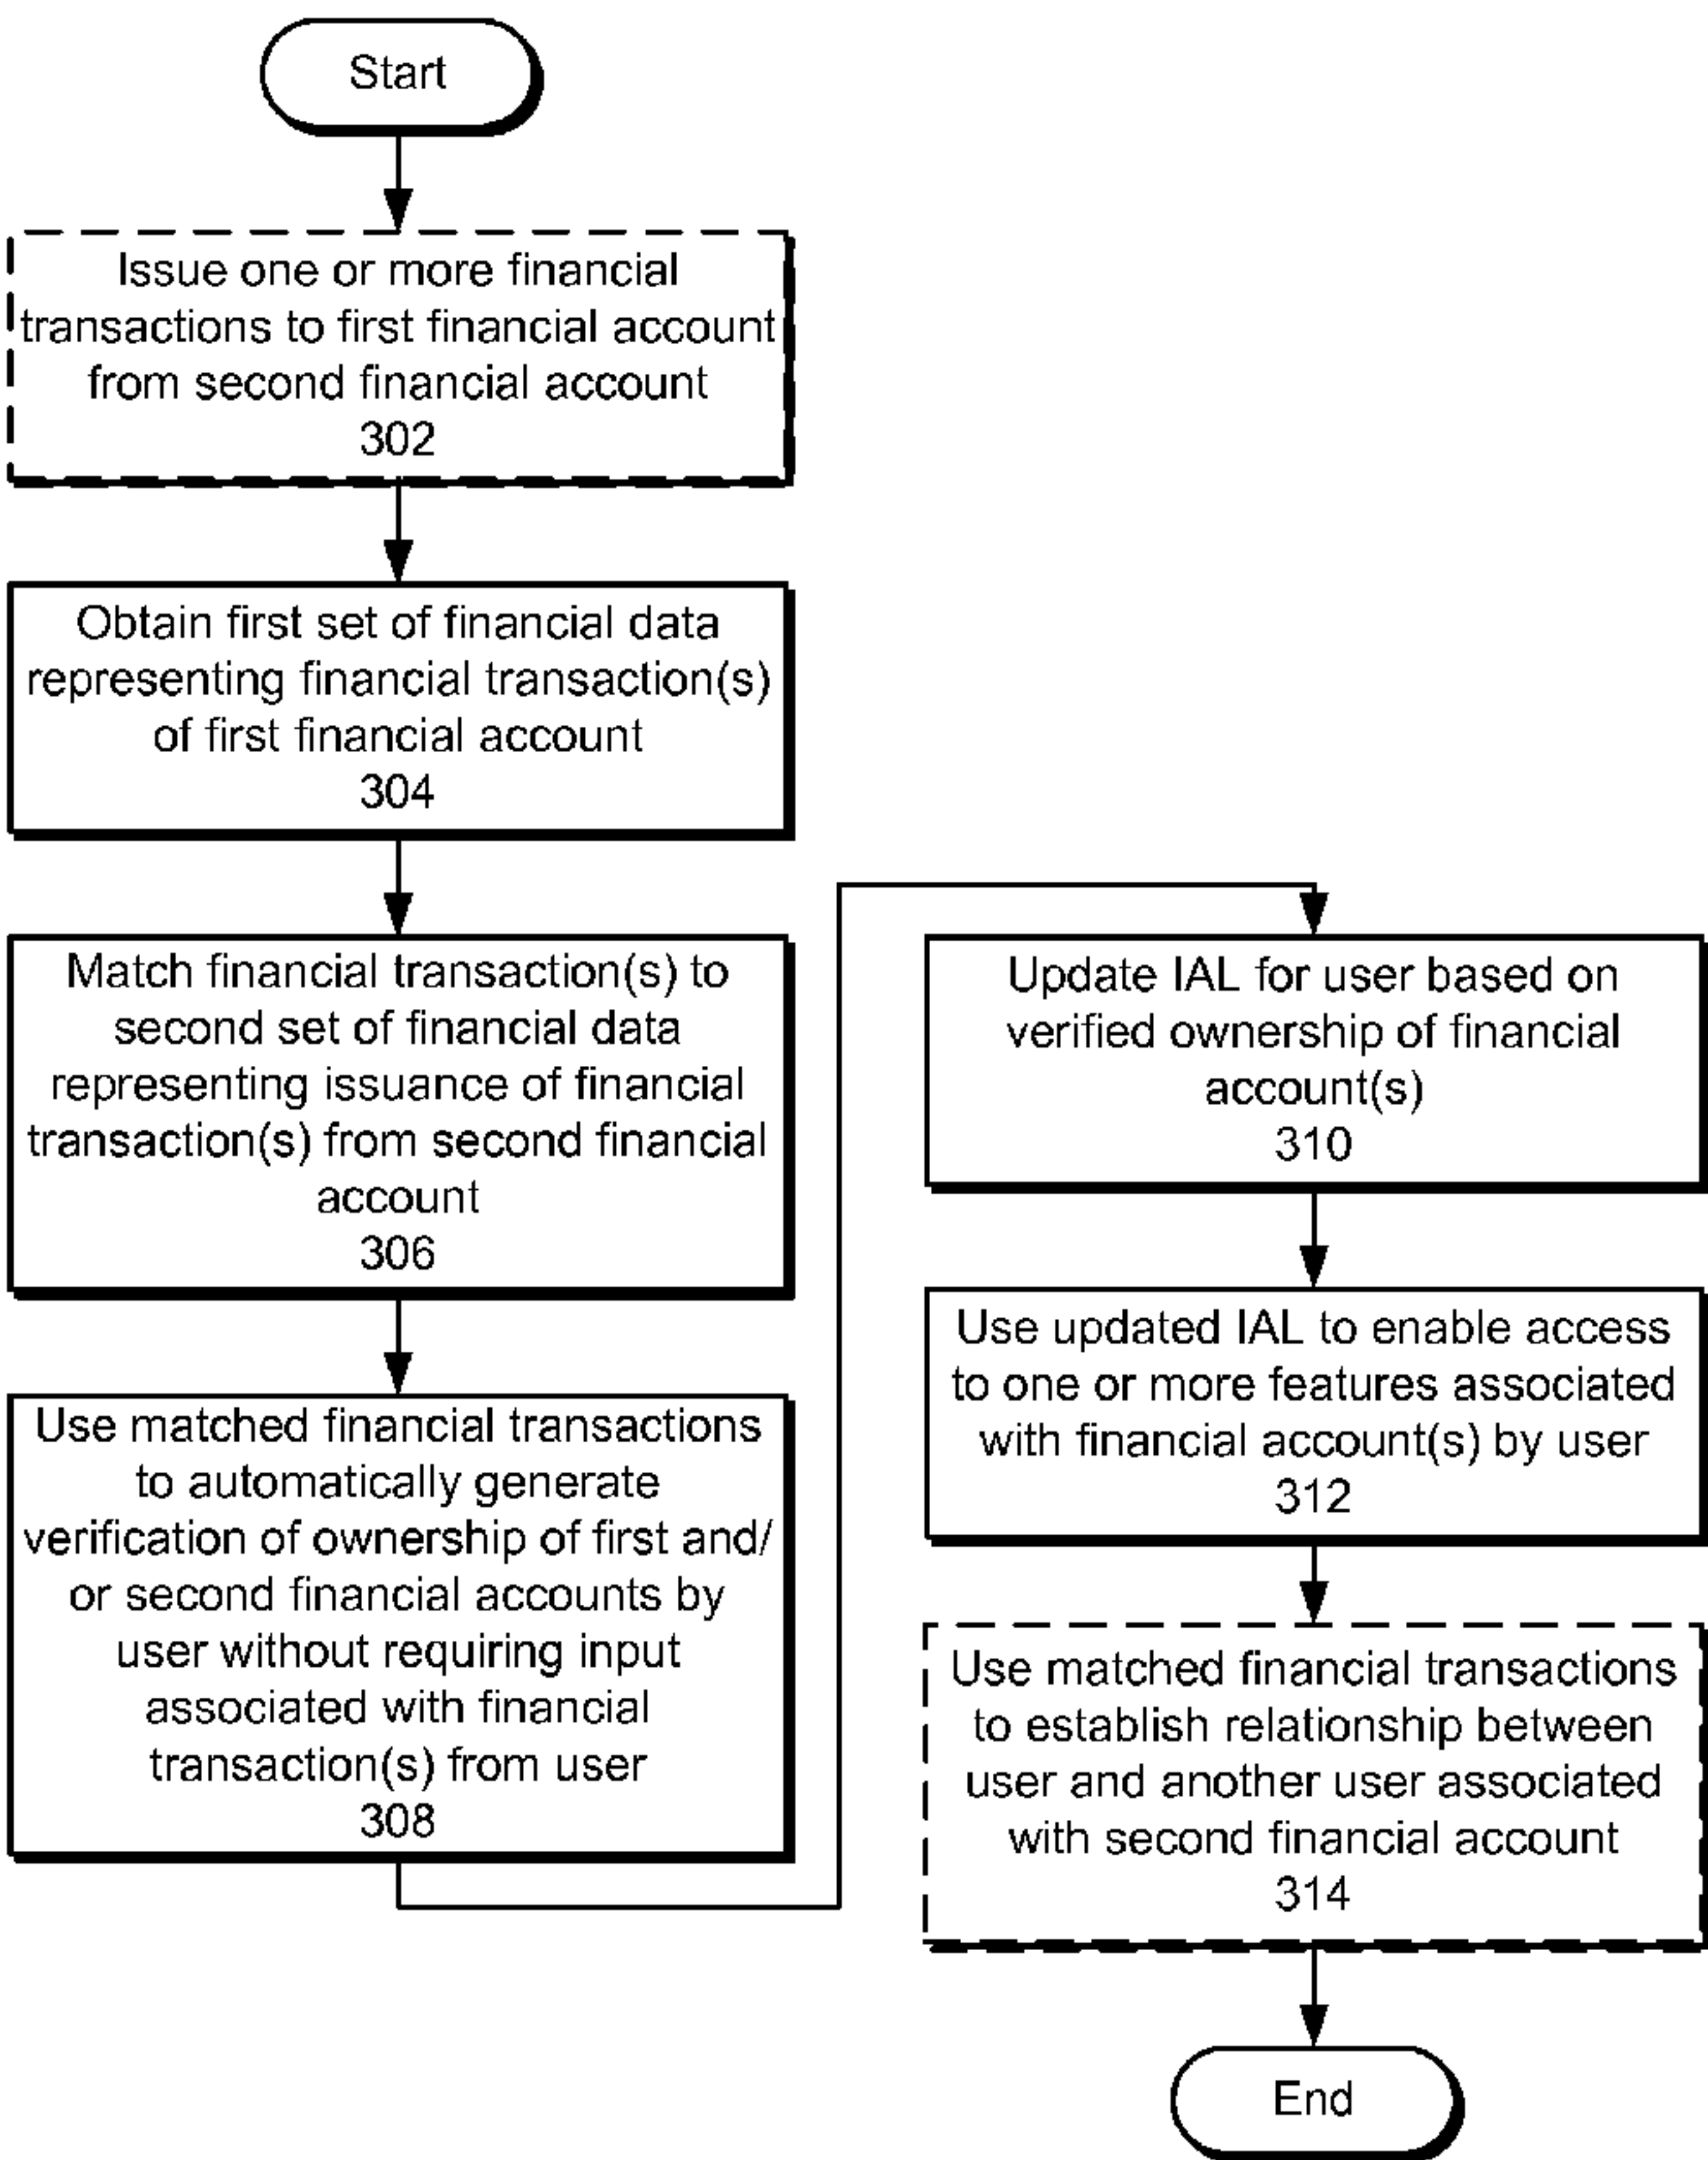 Start
Issue one or more financial
transactions to first financial account
from second financial account
302
Obtain first set of financial data
representing financial transaction(s)
of first financial account
304
Match financial transaction(s) to
second set of financial data
representing issuance of financial
transaction(s) from second financial
account
306
Use matched financial transactions
to automatically generate
verification of ownership of first and/
or second financial accounts by
user without requiring input
associated with financial
transaction(s) from user
308
Update IAL for user based on
verified ownership of financial
account(s)
310
Use updated IAL to enable access
to one or more features associated
with financial account(s) by user
312
Use matched financial transactions
to establish relationship between
user and another user associated
with second financial account
314
End